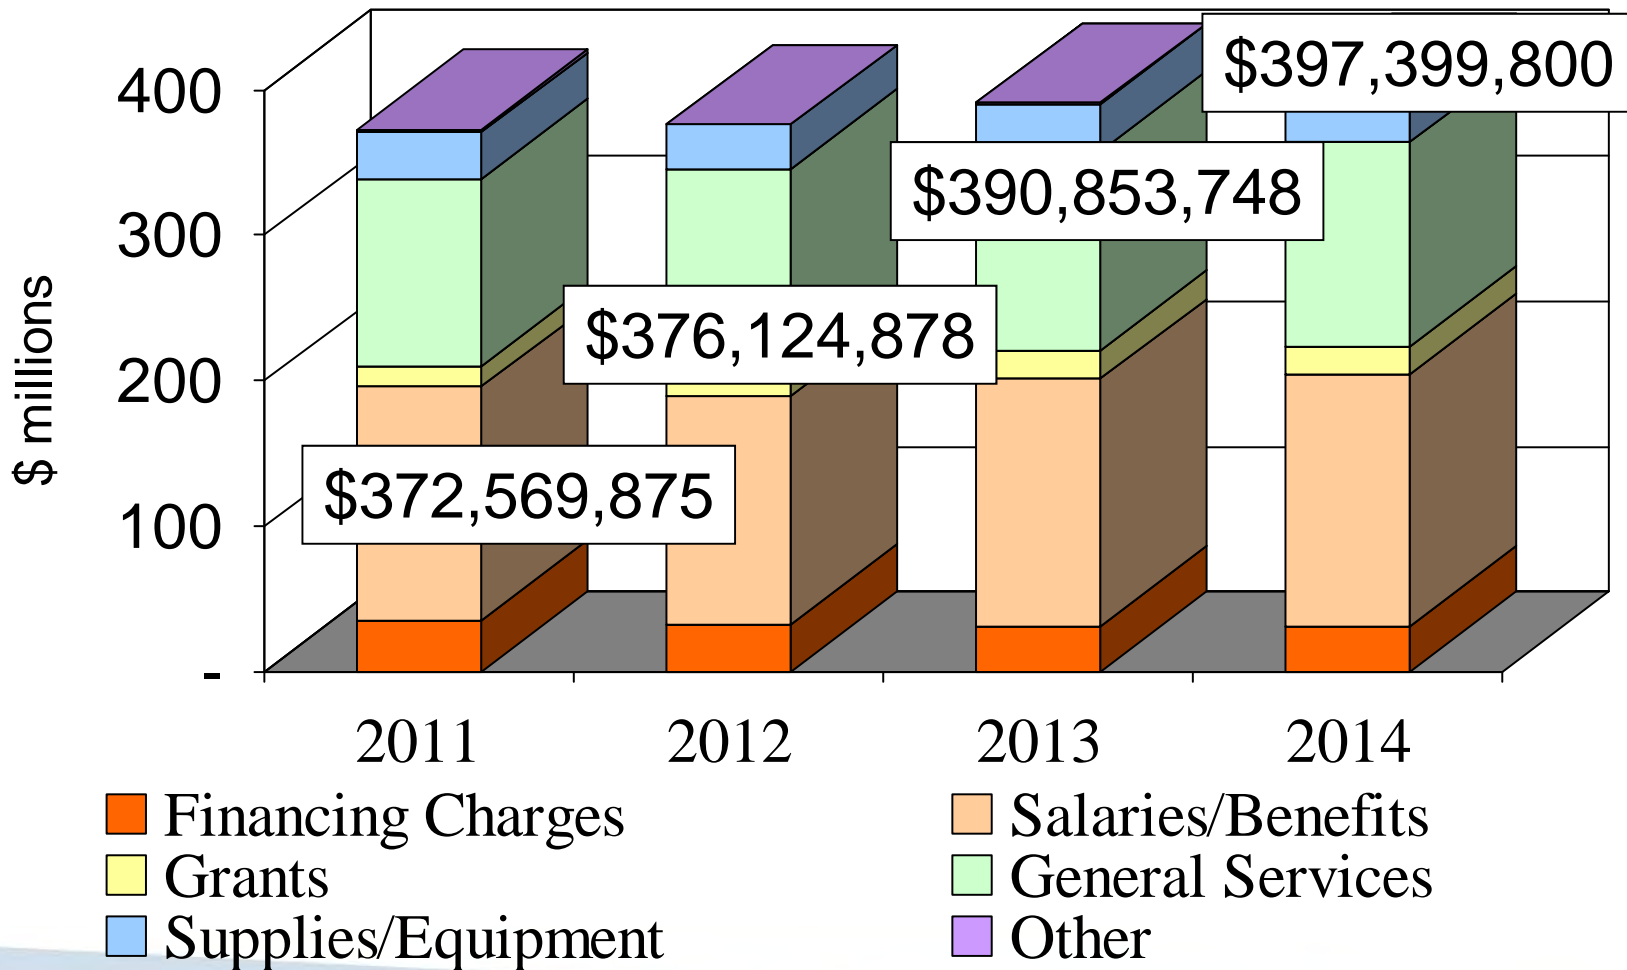 $397,399,800
400
$390,853,748
300
$376,124,878
200
$372,569,875
100
-
$ millions
2011 2012 2013 2014
Financing Charges Salaries/Benefits
Grants General Services
Supplies/Equipment Other